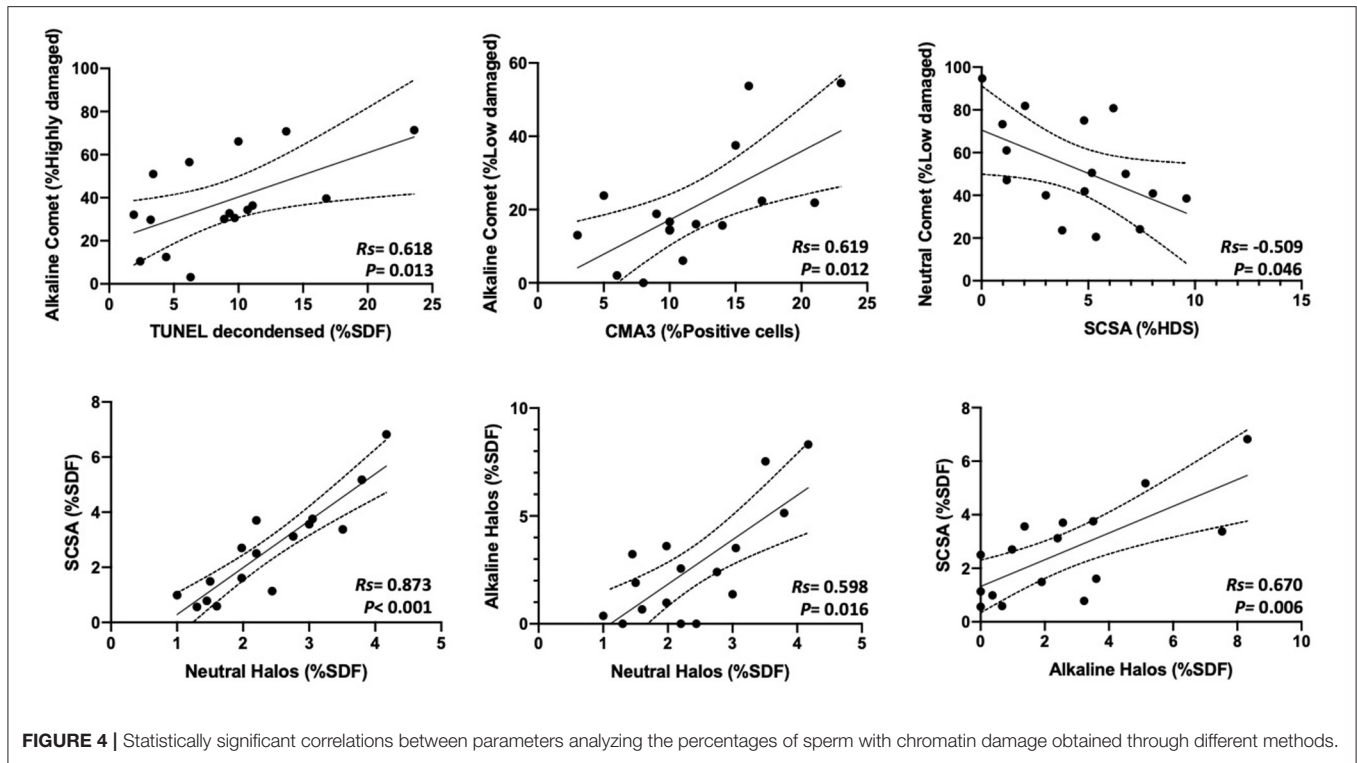 Alkaline Comet (%Highly damaged)
100
80
60
40
20
0
0 5 10 15 20 25
Rs= 0.618
P= 0.013
TUNEL decondensed (%SDF)
Alkaline Comet (%Low damaged)
60
40
20
0
0 5 10 15 20 25
Rs= 0.619
P= 0.012
CMA3 (%Positive cells)
Neutral Comet (%Low damaged)
100
80
60
40
20
0
0 5 10 15
Rs= -0.509
P= 0.046
SCSA (%HDS)
SCSA (%SDF)
8
6
4
2
0
0 1 2 3 4 5
Rs= 0.873
P< 0.001
Neutral Halos (%SDF)
Alkaline Halos (%SDF)
10
5
0
0 1 2 3 4 5
Rs= 0.598
P= 0.016
Neutral Halos (%SDF)
SCSA (%SDF)
8
6
4
2
0
0 2 4 6 8 10
Rs= 0.670
P= 0.006
Alkaline Halos (%SDF)
FIGURE 4 | Statistically significant correlations between parameters analyzing the percentages of sperm with chromatin damage obtained through different methods.